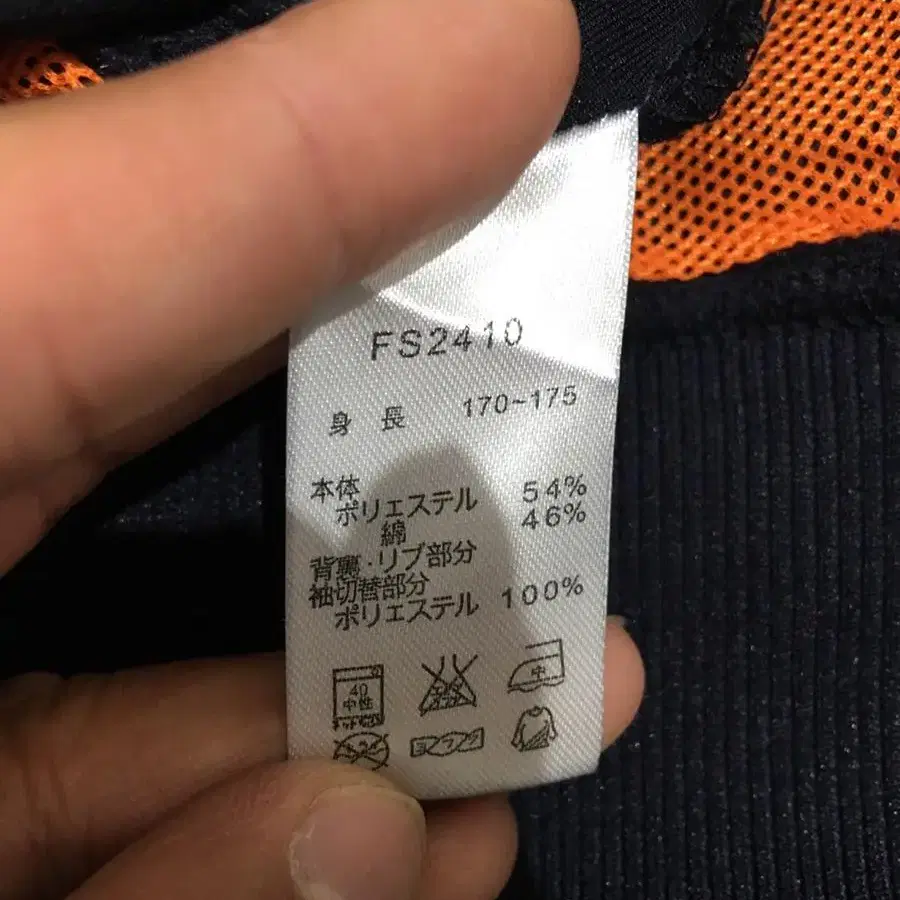 FS2410
身長 170~175
本体
ポリエステル 54%
綿 46%
背裏・リブ部分
袖切替部分
ポリエステル 100%
40
中性
中